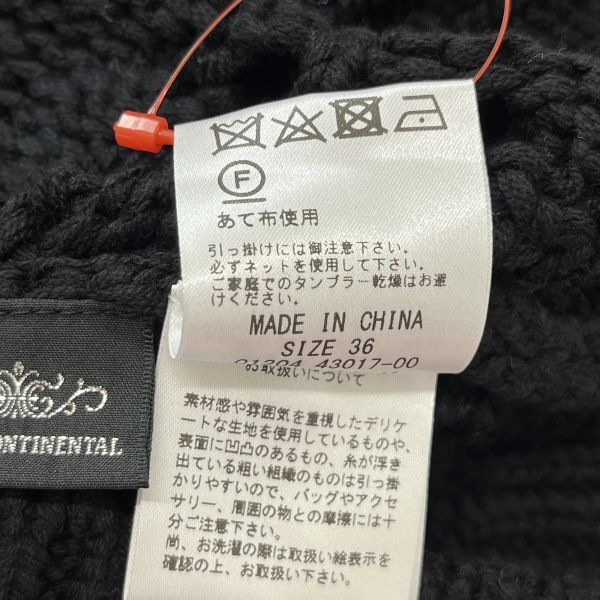 F
あて布使用
引っ掛けには御注意下さい。
必ずネットを使用して下さい。
ご家庭でのタンブラー乾燥はお避
けください。
MADE IN CHINA
SIZE 36
01204 43017-00
お取扱いについて
素材感や雰囲気を重視したデリケ
ートな生地を使用しているものや、
表面に凹凸のあるもの、糸が浮き
出ている粗い組織のものは引っ掛
かりやすいので、バッグやアクセ
サリー、周囲の物との摩擦には十
分ご注意下さい。
尚、お洗濯の際は取扱い絵表示を
確認の上、お取扱い下さい。
CONTINENTAL